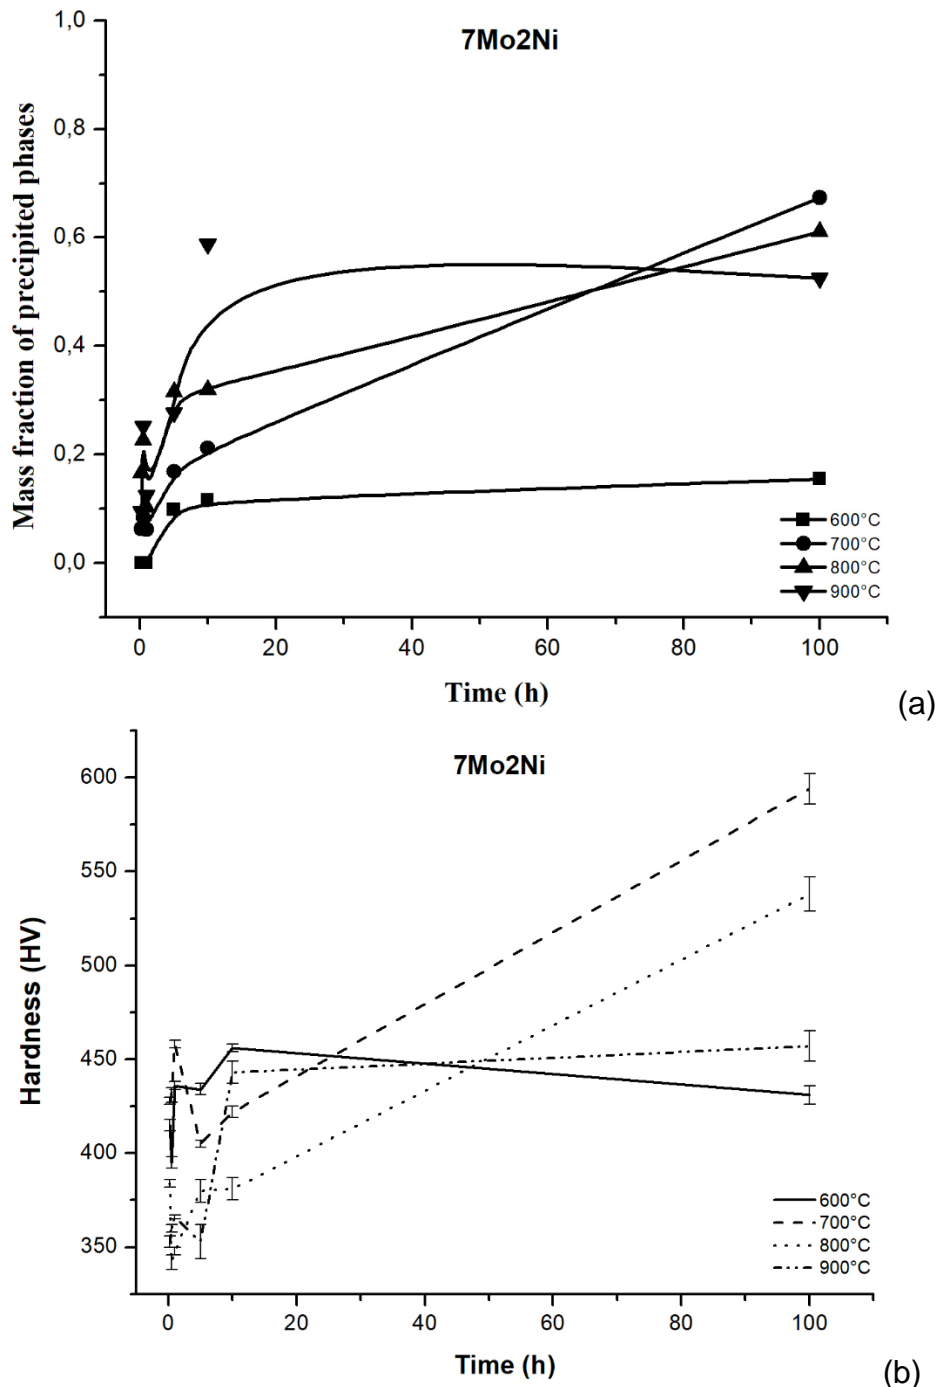 7Mo2Ni
1,0
0,8
0,6
0,4
0,2
0,0
Mass fraction of precipited phases
600°C
700°C
800°C
900°C
0 20 40 60 80 100
Time (h)
(a)
7Mo2Ni
600
550
500
450
400
350
Hardness (HV)
600°C
700°C
800°C
900°C
0 20 40 60 80 100
Time (h)
(b)